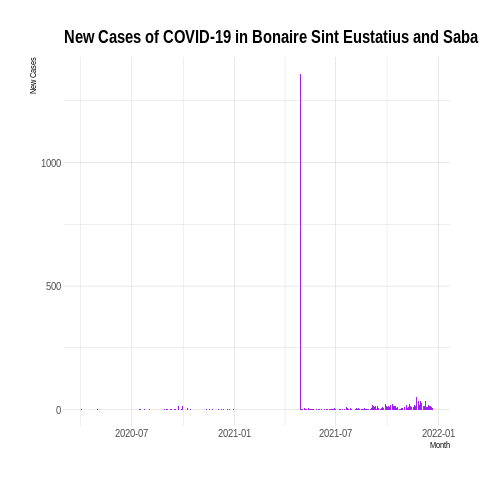 New Cases of COVID-19 in Bonaire Sint Eustatius and Saba
New Cases
1000
500
0
2020-07 2021-01 2021-07 2022-01
Month